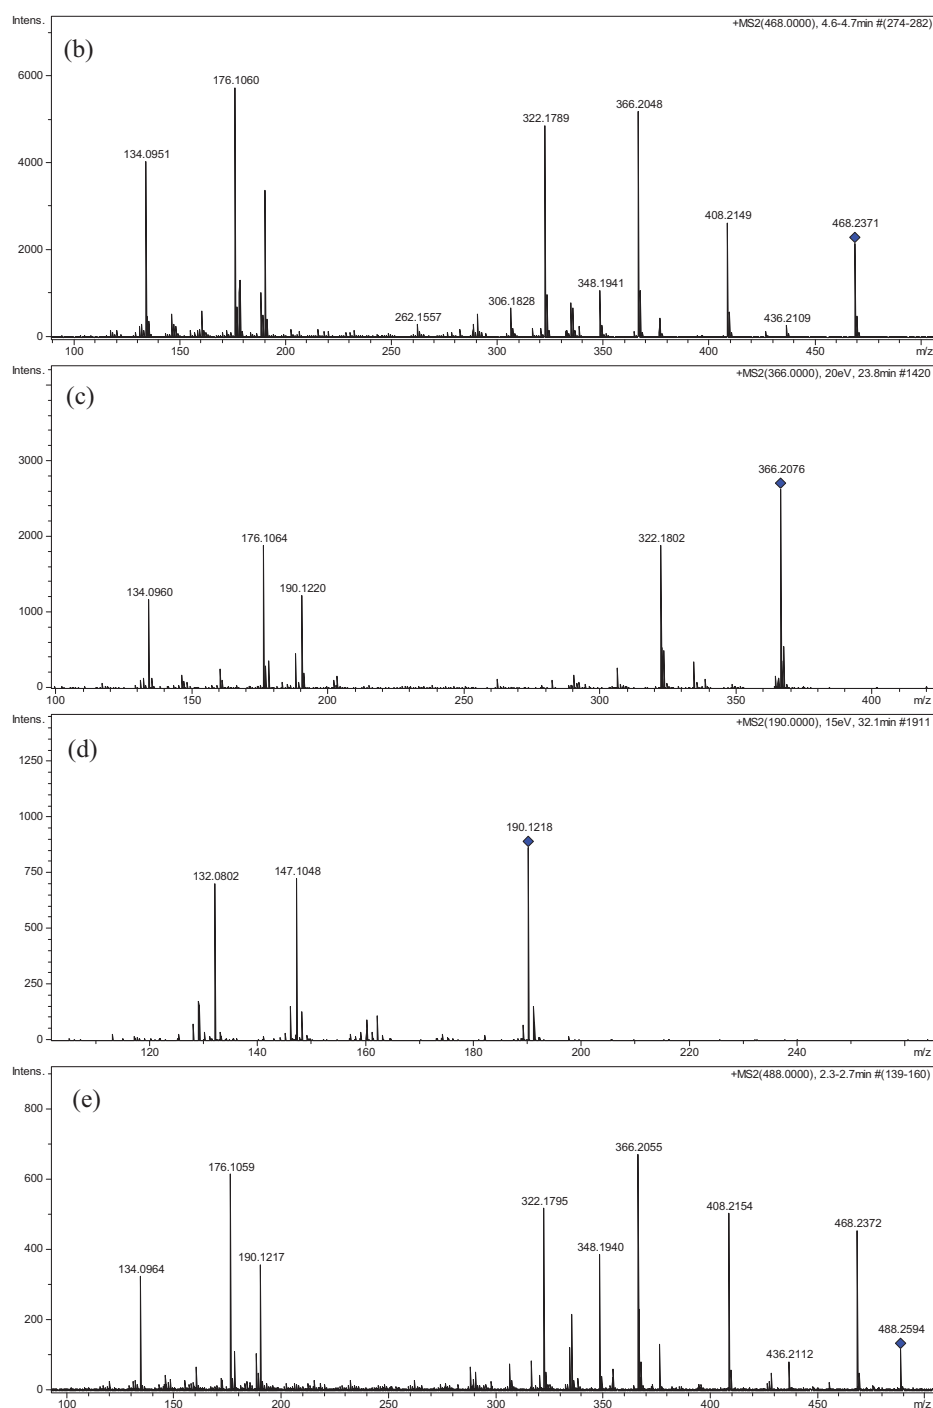 Intens.
+MS2(468.0000), 4.6-4.7min #(274-282)
(b)
6000
4000
2000
0
134.0951
176.1060
262.1557
306.1828
322.1789
348.1941
366.2048
408.2149
436.2109
468.2371
100 150 200 250 300 350 400 450 m/z
Intens.
+MS2(366.0000), 20eV, 23.8min #1420
(c)
3000
2000
1000
0
134.0960
176.1064
190.1220
322.1802
366.2076
100 150 200 250 300 350 400 m/z
Intens.
+MS2(190.0000), 15eV, 32.1min #1911
(d)
1250
1000
750
500
250
0
132.0802
147.1048
190.1218
120 140 160 180 200 220 240 m/z
Intens.
+MS2(488.0000), 2.3-2.7min #(139-160)
(e)
800
600
400
200
0
134.0964
176.1059
190.1217
322.1795
348.1940
366.2055
408.2154
436.2112
468.2372
488.2594
100 150 200 250 300 350 400 450 m/z